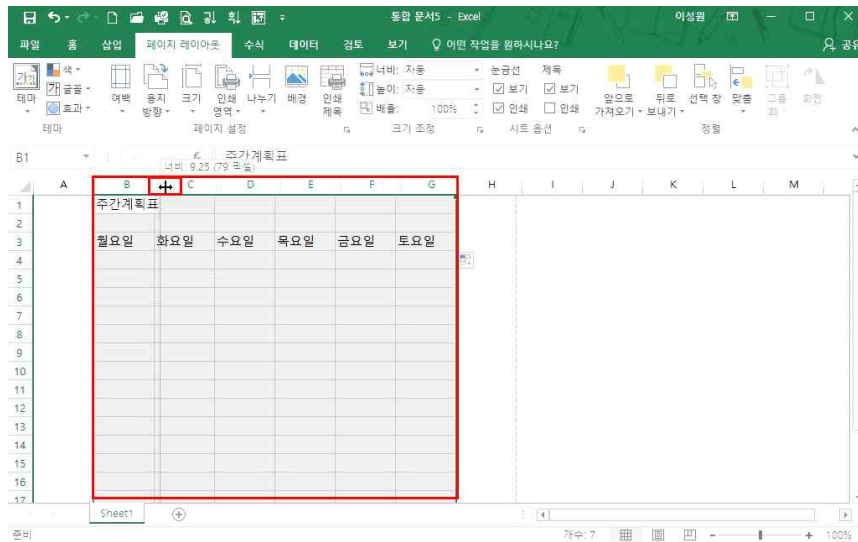 통합 문서5 - Excel 이성원
파일 홈 삽입 페이지 레이아웃 수식 데이터 검토 보기 어떤 작업을 원하시나요? 공유
가가 테마 색 글꼴 효과 여백 용지 방향 크기 인쇄 영역 나누기 배경 인쇄 제목 너비: 자동 높이: 자동 배율: 100% 눈금선 제목 보기 보기 인쇄 인쇄 앞으로 가져오기 뒤로 보내기 선택 창 맞춤 그룹화 회전
테마 페이지 설정 크기 조정 시트 옵션 정렬
B1 주간계획표
너비: 9.25 (79 픽셀)
A B C D E F G H I J K L M
1 주간계획표
2
3 월요일 화요일 수요일 목요일 금요일 토요일
4
5
6
7
8
9
10
11
12
13
14
15
16
17
Sheet1
준비 개수: 7 100%